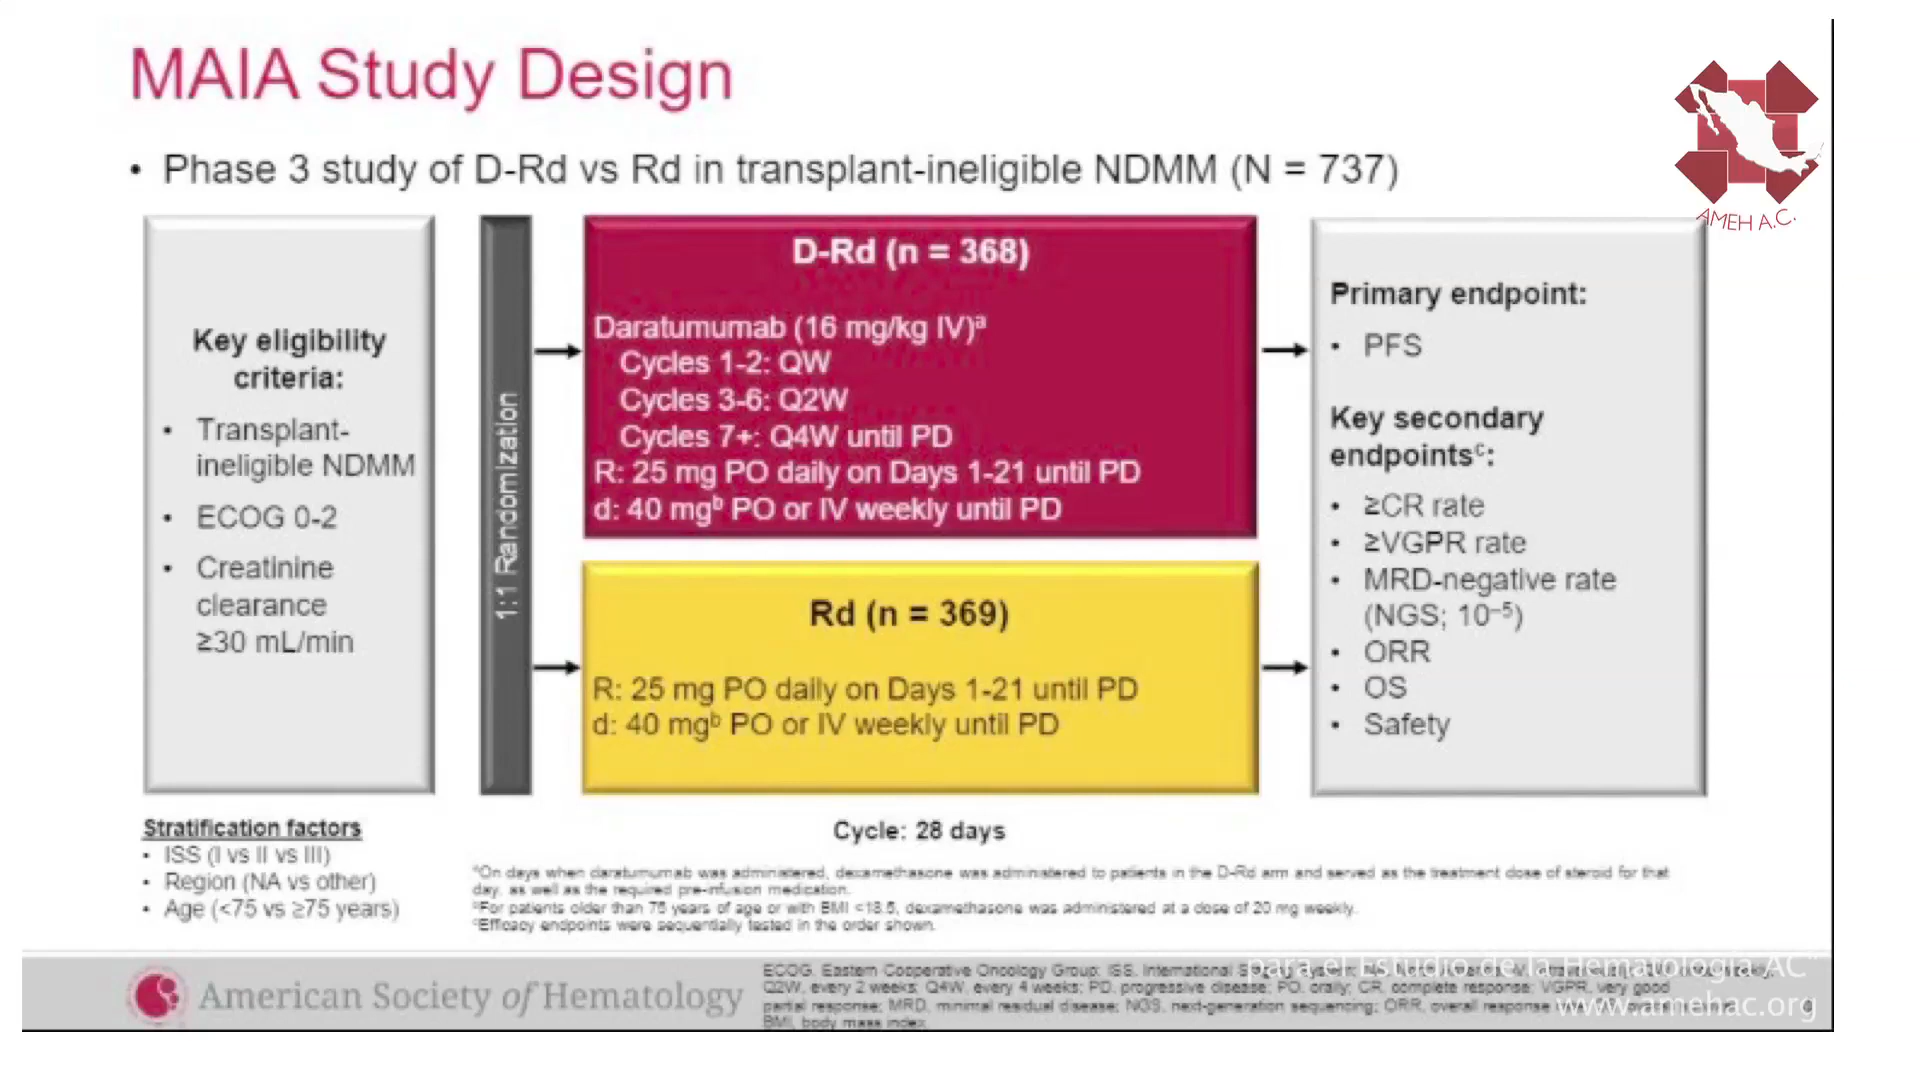 MAIA Study Design
AMEH A.C.
• Phase 3 study of D-Rd vs Rd in transplant-ineligible NDMM (N = 737)
Key eligibility
criteria:
• Transplant-
ineligible NDMM
• ECOG 0-2
• Creatinine
clearance
≥30 mL/min
1:1 Randomization
D-Rd (n = 368)
Daratumumab (16 mg/kg IV)ᵃ
Cycles 1-2: QW
Cycles 3-6: Q2W
Cycles 7+: Q4W until PD
R: 25 mg PO daily on Days 1-21 until PD
d: 40 mgᵇ PO or IV weekly until PD
Rd (n = 369)
R: 25 mg PO daily on Days 1-21 until PD
d: 40 mgᵇ PO or IV weekly until PD
Primary endpoint:
• PFS
Key secondary
endpointsᶜ:
• ≥CR rate
• ≥VGPR rate
• MRD-negative rate
(NGS; 10⁻⁵)
• ORR
• OS
• Safety
Stratification factors
• ISS (I vs II vs III)
• Region (NA vs other)
• Age (<75 vs ≥75 years)
Cycle: 28 days
ᵃOn days when daratumumab was administered, dexamethasone was administered to patients in the D-Rd arm and served as the treatment dose of steroid for that
day, as well as the required pre-infusion medication.
ᵇFor patients older than 75 years of age or with BMI <18.5, dexamethasone was administered at a dose of 20 mg weekly.
ᶜEfficacy endpoints were sequentially tested in the order shown.
American Society of Hematology
ECOG, Eastern Cooperative Oncology Group; ISS, International Staging System;
Q2W, every 2 weeks; Q4W, every 4 weeks; PD, progressive disease; PO, orally; CR, complete response; VGPR, very good
partial response; MRD, minimal residual disease; NGS, next-generation sequencing; ORR, overall response
BMI, body mass index.
para el Estudio de la Hematología AC"
www.amehac.org